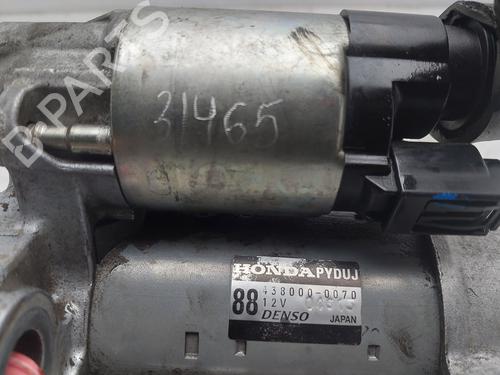 B PARTS
31465
HONDA PYDUJ
438000-0070
88 12V
DENSO JAPAN